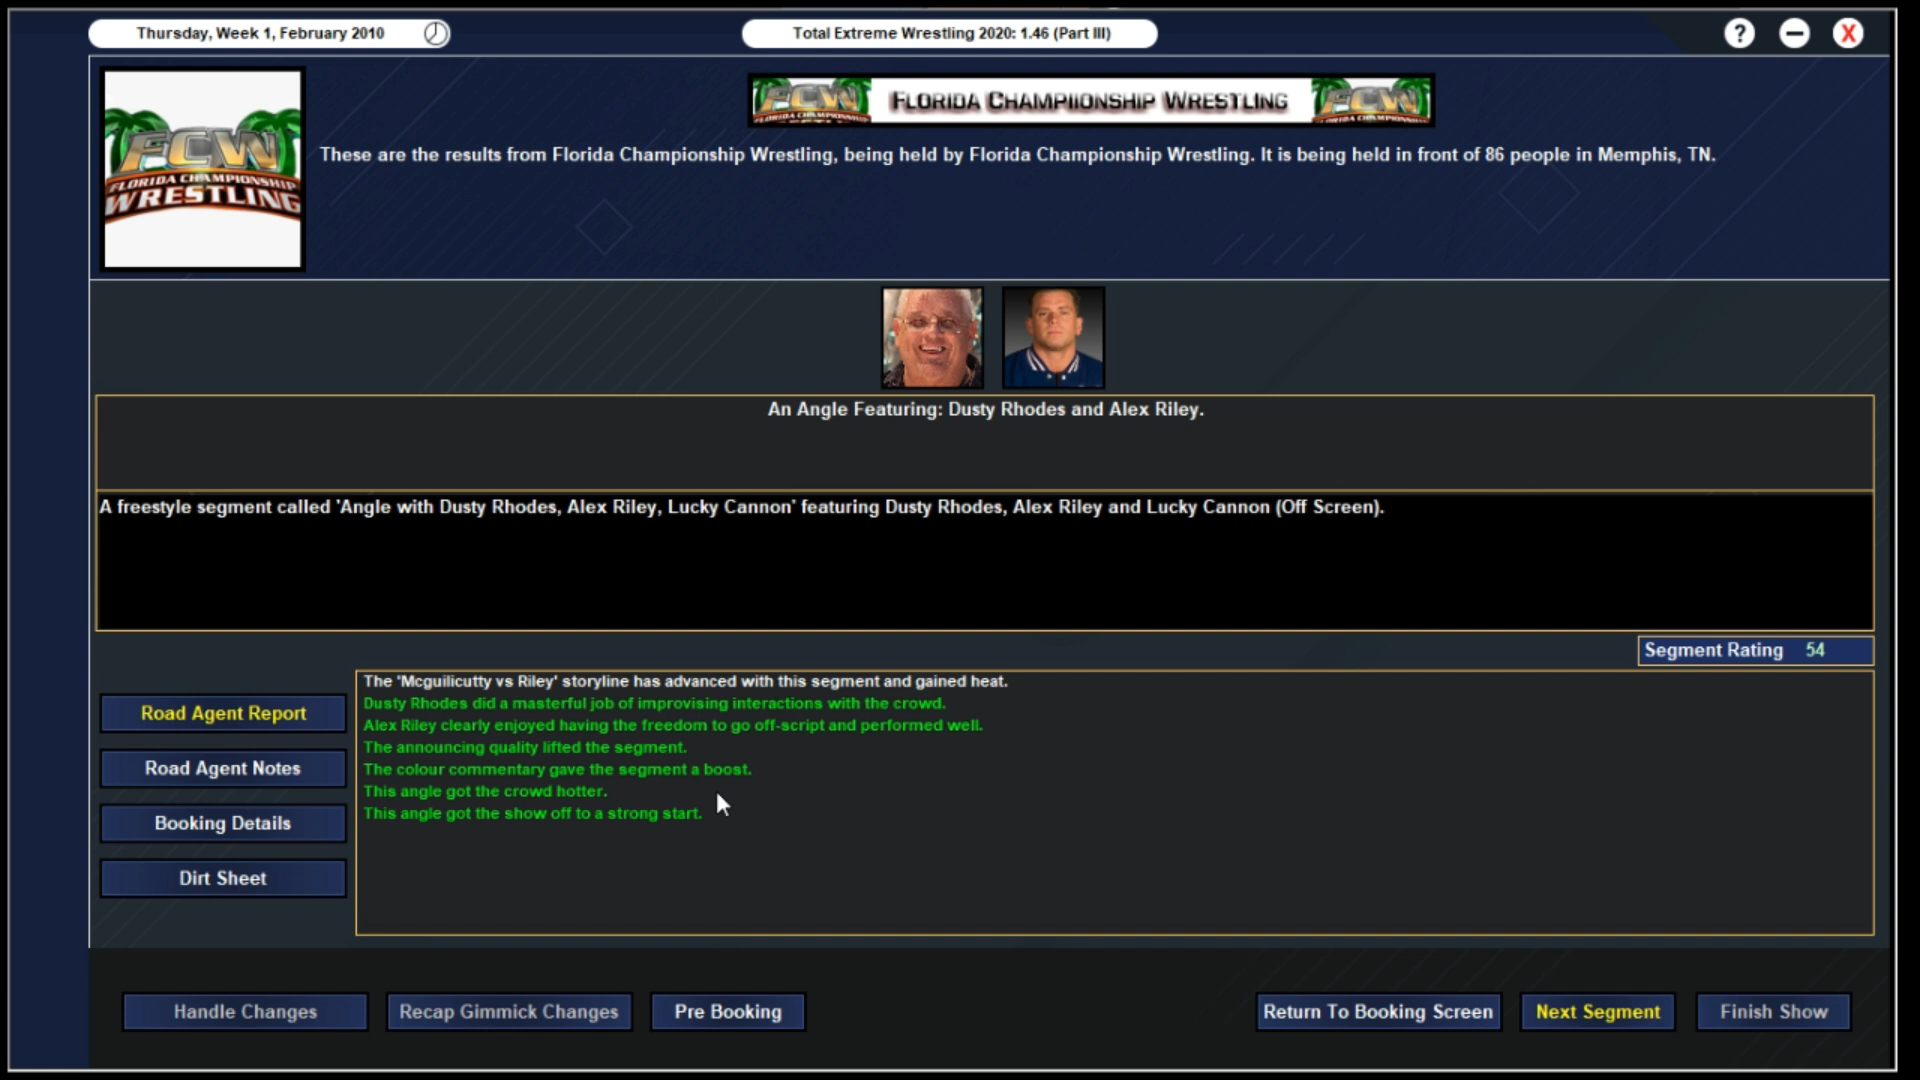 Thursday, Week 1, February 2010
Total Extreme Wrestling 2020: 1.46 (Part III)
?
X
FCW
FLORIDA CHAMPIONSHIP
WRESTLING
FCW
FLORIDA CHAMPIIONSHIP WRESTLING
FCW
These are the results from Florida Championship Wrestling, being held by Florida Championship Wrestling. It is being held in front of 86 people in Memphis, TN.
An Angle Featuring: Dusty Rhodes and Alex Riley.
A freestyle segment called 'Angle with Dusty Rhodes, Alex Riley, Lucky Cannon' featuring Dusty Rhodes, Alex Riley and Lucky Cannon (Off Screen).
Segment Rating 54
Road Agent Report
Road Agent Notes
Booking Details
Dirt Sheet
The 'Mcguilicutty vs Riley' storyline has advanced with this segment and gained heat.
Dusty Rhodes did a masterful job of improvising interactions with the crowd.
Alex Riley clearly enjoyed having the freedom to go off-script and performed well.
The announcing quality lifted the segment.
The colour commentary gave the segment a boost.
This angle got the crowd hotter.
This angle got the show off to a strong start.
Handle Changes
Recap Gimmick Changes
Pre Booking
Return To Booking Screen
Next Segment
Finish Show